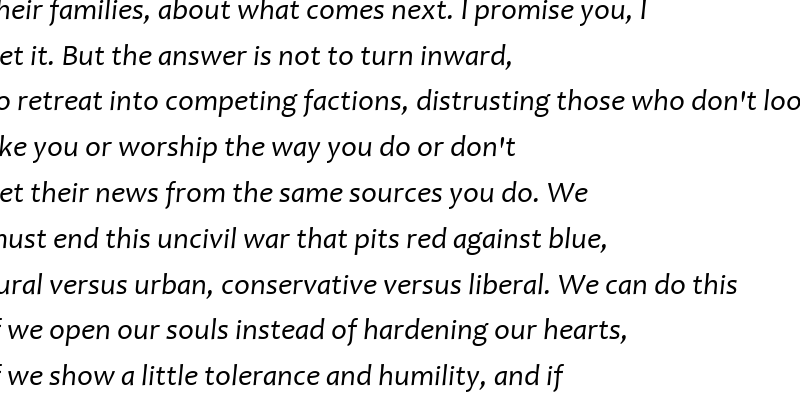 heir families, about what comes next. I promise you, I
et it. But the answer is not to turn inward,
o retreat into competing factions, distrusting those who don't loo
ke you or worship the way you do or don't
et their news from the same sources you do. We
must end this uncivil war that pits red against blue,
ural versus urban, conservative versus liberal. We can do this
f we open our souls instead of hardening our hearts,
f we show a little tolerance and humility, and if